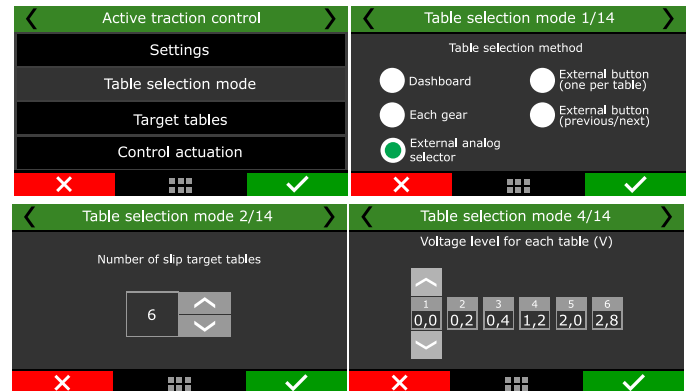 Active traction control
Settings
Table selection mode
Target tables
Control actuation
Table selection mode 1/14
Table selection method
Dashboard
External button
(one per table)
Each gear
External button
(previous/next)
External analog
selector
Table selection mode 2/14
Number of slip target tables
6
Table selection mode 4/14
Voltage level for each table (V)
1 2 3 4 5 6
0,0 0,2 0,4 1,2 2,0 2,8